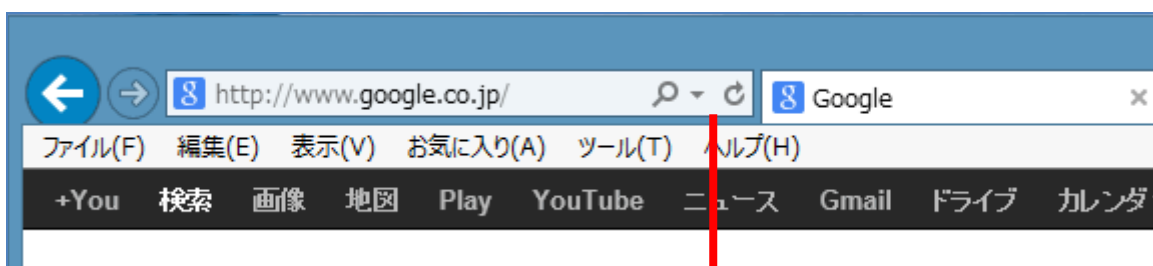 http://www.google.co.jp/ Google
ファイル(F) 編集(E) 表示(V) お気に入り(A) ツール(T) ヘルプ(H)
+You 検索 画像 地図 Play YouTube ニュース Gmail ドライブ カレンダ